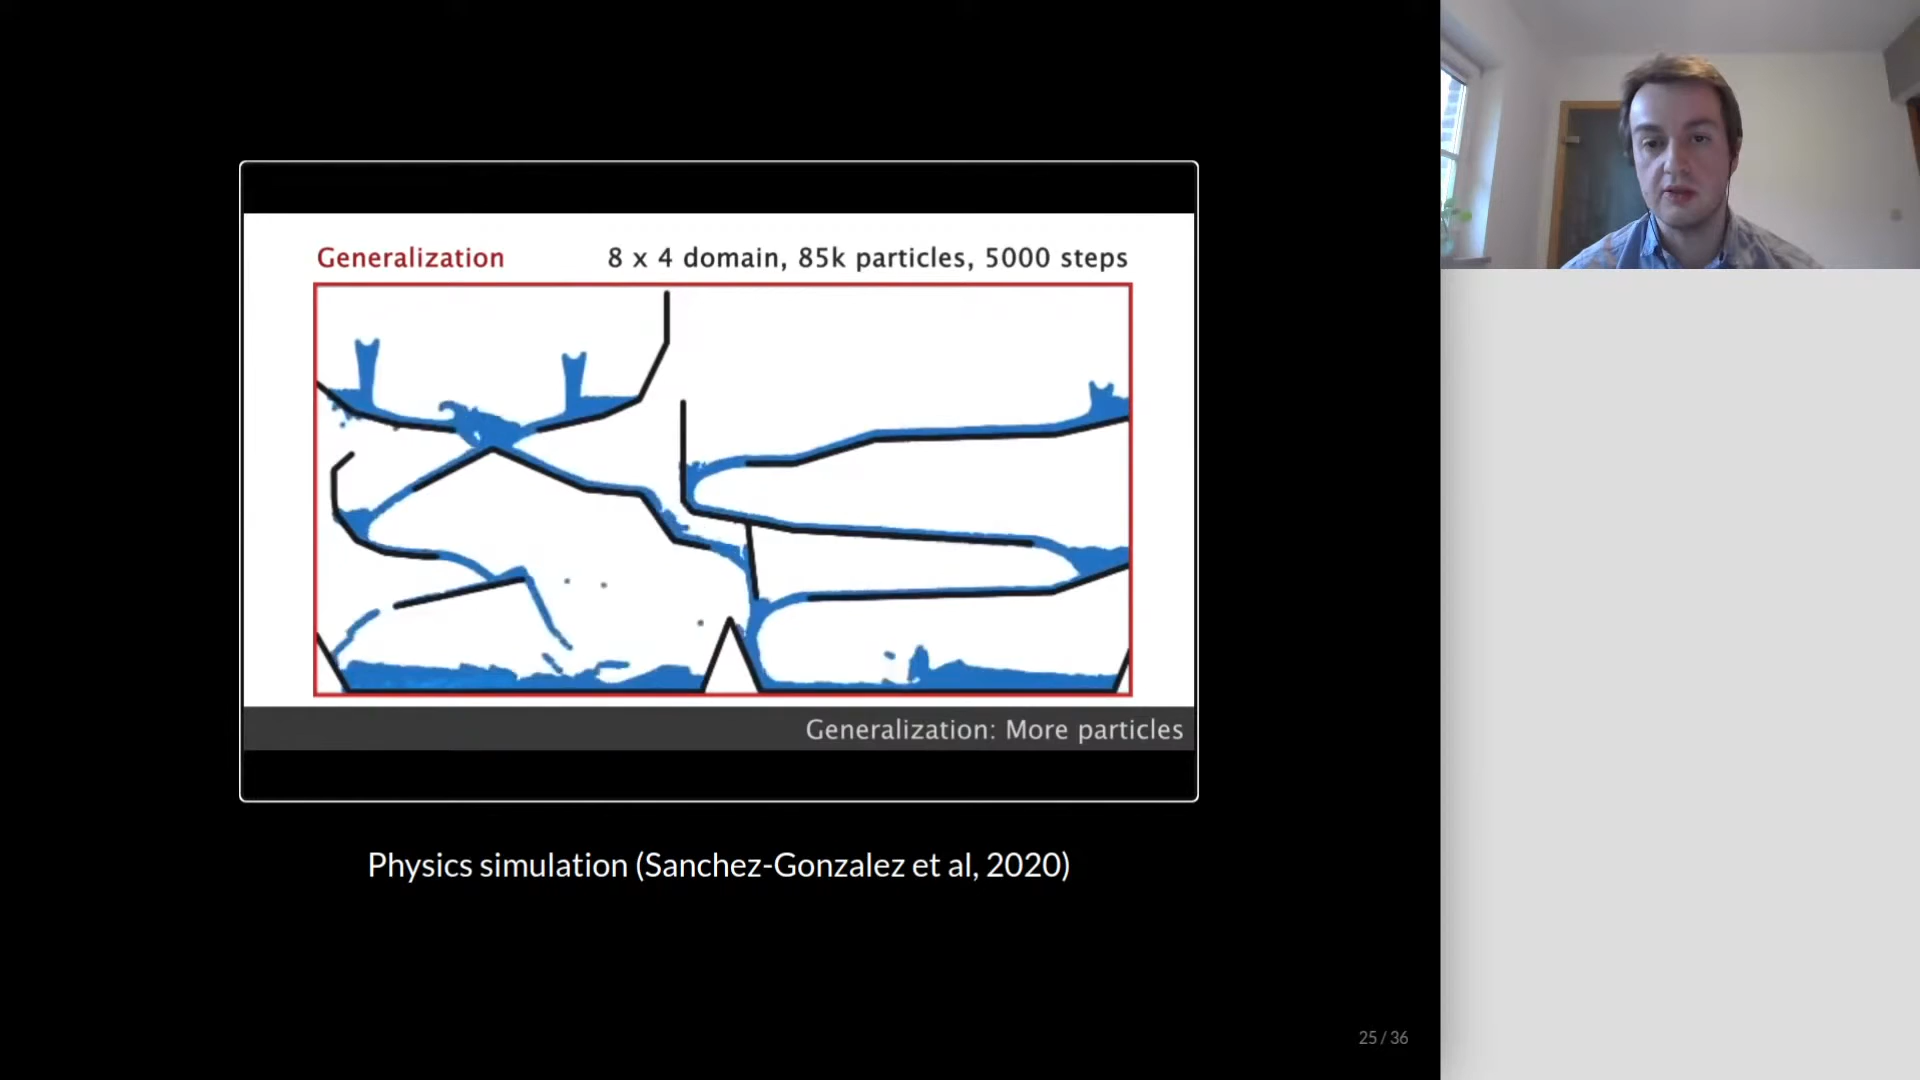 Generalization 8 x 4 domain, 85k particles, 5000 steps
Generalization: More particles
Physics simulation (Sanchez-Gonzalez et al, 2020)
25 / 36